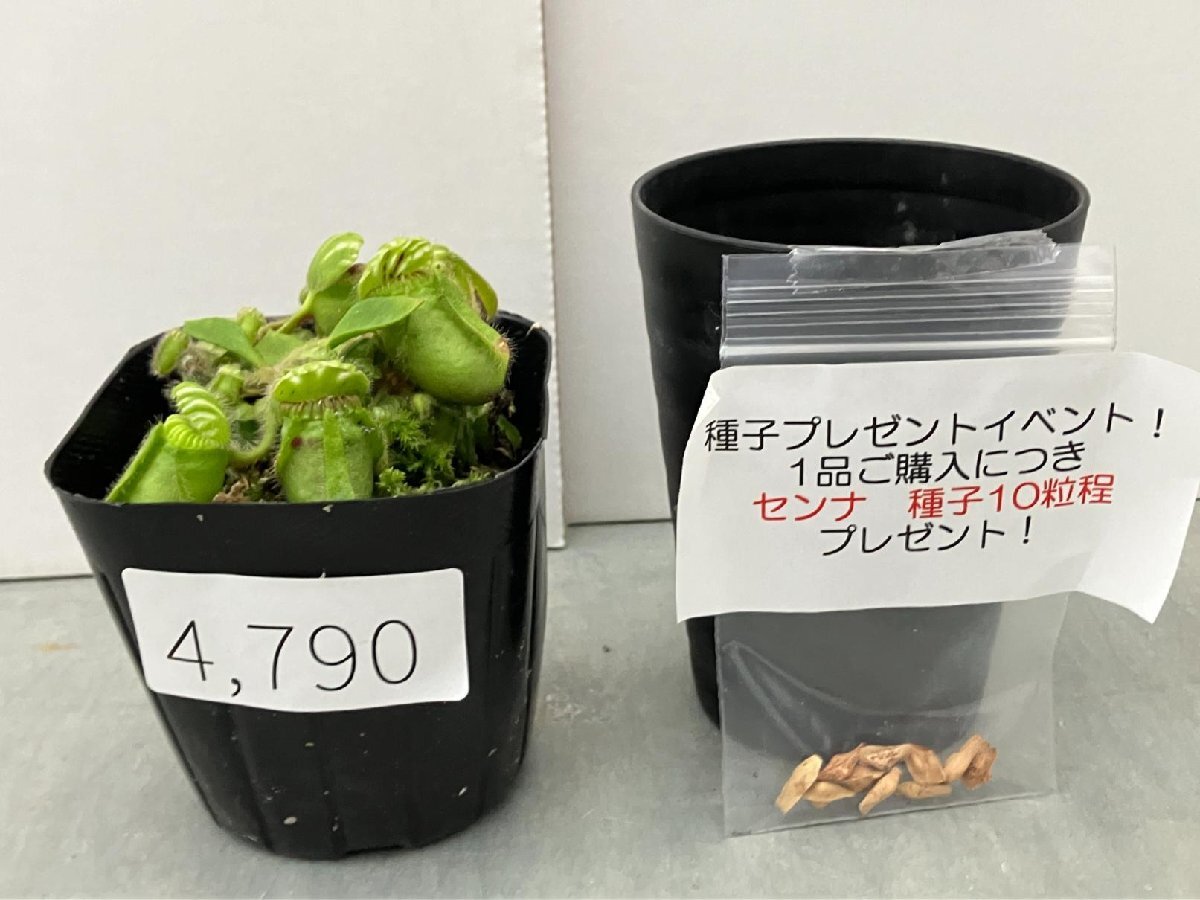 4,790
種子プレゼントイベント！
１品ご購入につき
センナ　種子１０粒程
プレゼント！